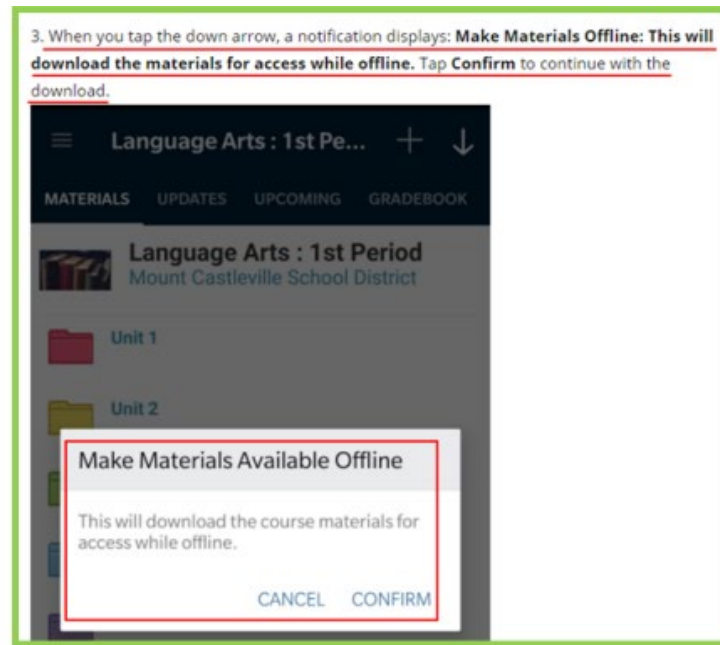 3. When you tap the down arrow, a notification displays: Make Materials Offline: This will
download the materials for access while offline. Tap Confirm to continue with the
download.
Language Arts : 1st Pe...
MATERIALS UPDATES UPCOMING GRADEBOOK
Language Arts : 1st Period
Mount Castleville School District
Unit 1
Unit 2
Make Materials Available Offline
This will download the course materials for
access while offline.
CANCEL CONFIRM